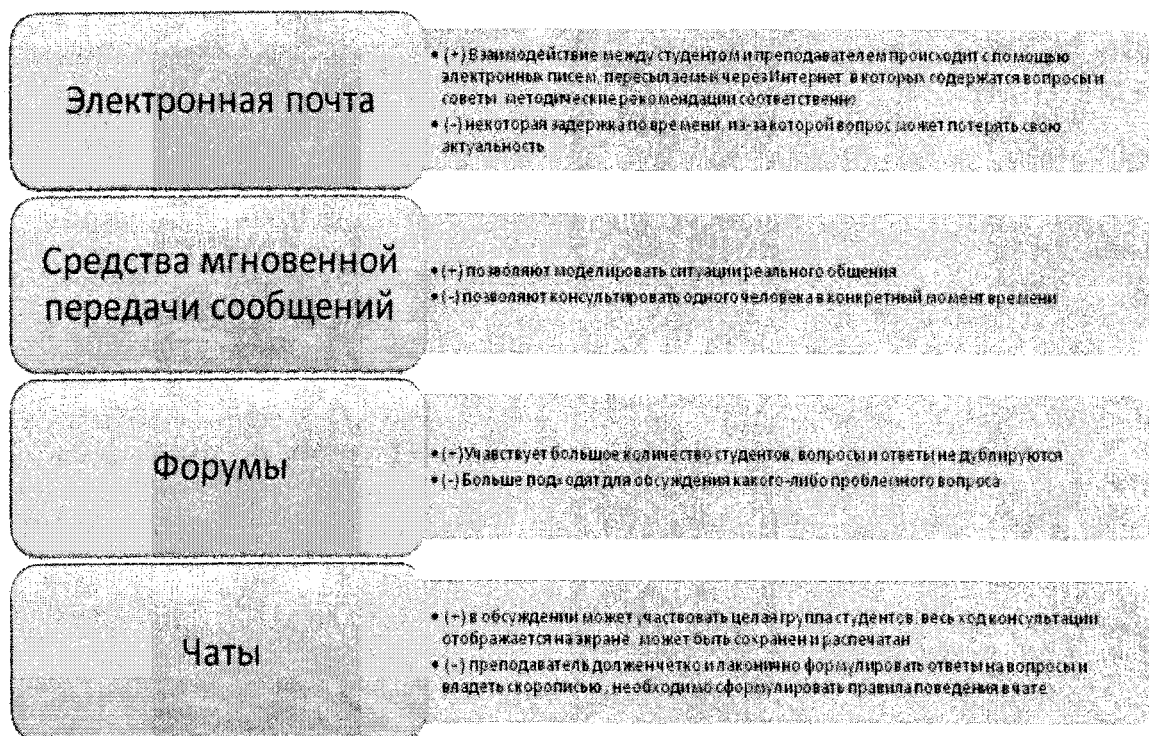 Электронная почта
• (+) Взаимодействие между студентом и преподавателем происходит с помощью
электронных писем, пересылаемых через Интернет, в которых содержатся вопросы и
советы, методические рекомендации соответственно
• (-) некоторая задержка по времени, из-за которой вопрос может потерять свою
актуальность
Средства мгновенной
передачи сообщений
• (+) позволяют моделировать ситуации реального общения
• (-) позволяют консультировать одного человека в конкретный момент времени
Форумы
• (+)Участвует большое количество студентов, вопросы и ответы не дублируются
• (-) Больше подходят для обсуждения какого-либо проблемного вопроса
Чаты
• (+) в обсуждении может участвовать целая группа студентов, весь ход консультации
отображается на экране, может быть сохранен и распечатан
• (-) преподаватель должен четко и лаконично формулировать ответы на вопросы и
владеть скорописью, необходимо сформулировать правила поведения в чате